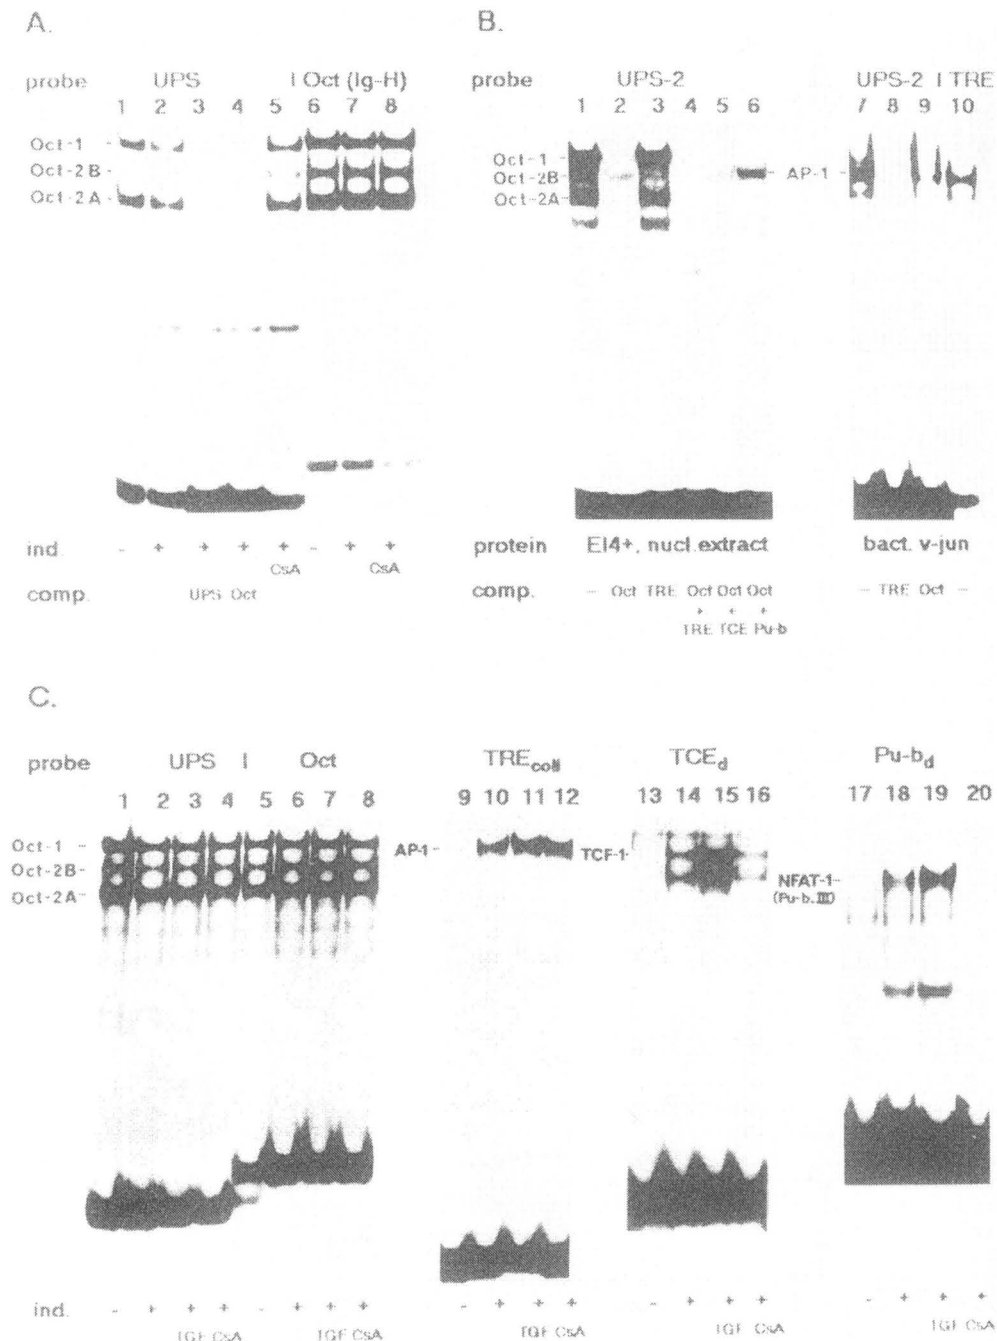 A.
probe UPS I Oct (Ig-H)
1 2 3 4 5 6 7 8
Oct-1
Oct-2B
Oct-2A
ind. - + + + + - + +
CsA CsA
comp. UPS Oct
B.
probe UPS-2 UPS-2 I TRE
1 2 3 4 5 6 7 8 9 10
Oct-1
Oct-2B
Oct-2A
AP-1
protein El4+, nucl.extract bact. v-jun
comp. - Oct TRE Oct Oct Oct - TRE Oct -
+ + +
TRE TCE Pu-b
C.
probe UPS I Oct TREcoll TCEd Pu-bd
1 2 3 4 5 6 7 8 9 10 11 12 13 14 15 16 17 18 19 20
Oct-1
Oct-2B
Oct-2A
AP-1
TCF-1
NFAT-1
(Pu-b.III)
ind. - + + + - + + + - + + + - + + + - + + +
TGF CsA TGF CsA TGF CsA TGF CsA TGF CsA